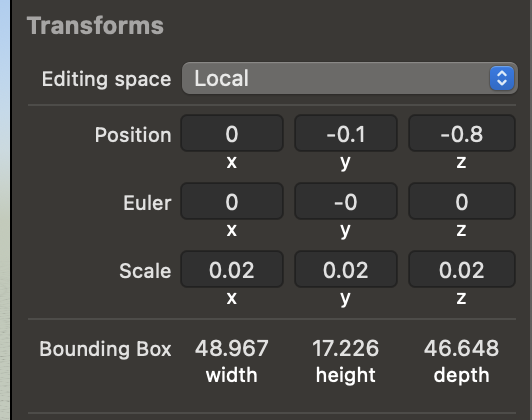 Transforms
Editing space Local
Position 0 -0.1 -0.8
x y z
Euler 0 -0 0
x y z
Scale 0.02 0.02 0.02
x y z
Bounding Box 48.967 17.226 46.648
width height depth